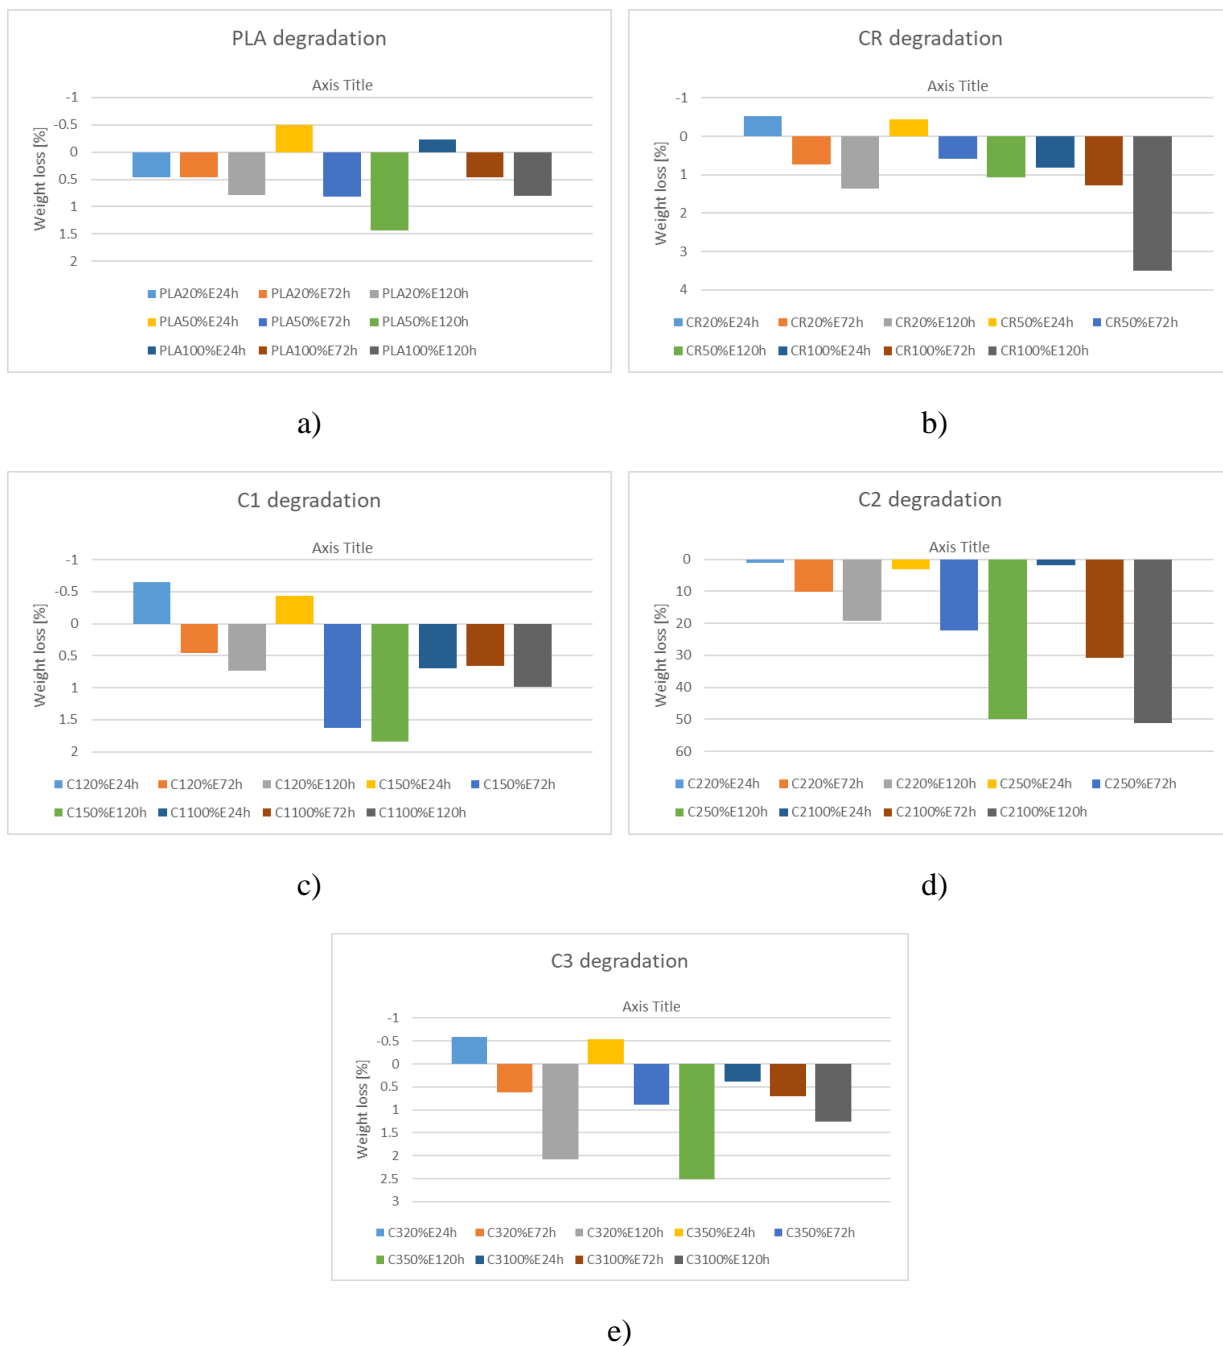 PLA degradation
Axis Title
Weight loss [%]
-1
-0.5
0
0.5
1
1.5
2
PLA20%E24h PLA20%E72h PLA20%E120h
PLA50%E24h PLA50%E72h PLA50%E120h
PLA100%E24h PLA100%E72h PLA100%E120h
a)
CR degradation
Axis Title
Weight loss [%]
-1
0
1
2
3
4
CR20%E24h CR20%E72h CR20%E120h CR50%E24h CR50%E72h
CR50%E120h CR100%E24h CR100%E72h CR100%E120h
b)
C1 degradation
Axis Title
Weight loss [%]
-1
-0.5
0
0.5
1
1.5
2
C120%E24h C120%E72h C120%E120h C150%E24h C150%E72h
C150%E120h C1100%E24h C1100%E72h C1100%E120h
c)
C2 degradation
Axis Title
Weight loss [%]
0
10
20
30
40
50
60
C220%E24h C220%E72h C220%E120h C250%E24h C250%E72h
C250%E120h C2100%E24h C2100%E72h C2100%E120h
d)
C3 degradation
Axis Title
Weight loss [%]
-1
-0.5
0
0.5
1
1.5
2
2.5
3
C320%E24h C320%E72h C320%E120h C350%E24h C350%E72h
C350%E120h C3100%E24h C3100%E72h C3100%E120h
e)